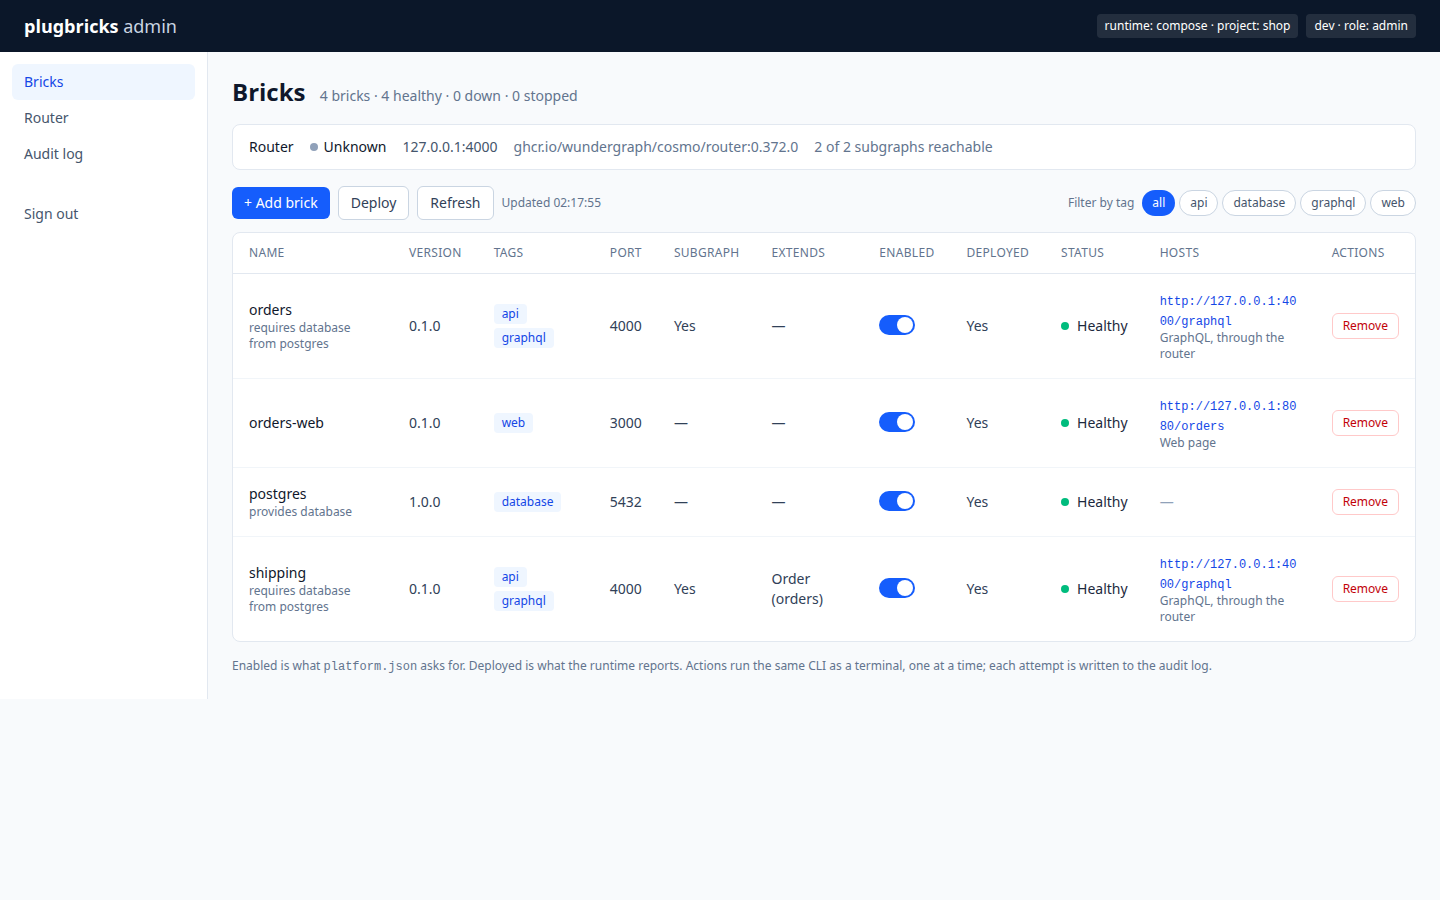 plugbricks admin
runtime: compose · project: shop
dev · role: admin
Bricks
Router
Audit log
Sign out
Bricks 4 bricks · 4 healthy · 0 down · 0 stopped
Router Unknown 127.0.0.1:4000 ghcr.io/wundergraph/cosmo/router:0.372.0 2 of 2 subgraphs reachable
+ Add brick Deploy Refresh Updated 02:17:55
Filter by tag all api database graphql web
NAME VERSION TAGS PORT SUBGRAPH EXTENDS ENABLED DEPLOYED STATUS HOSTS ACTIONS
orders
requires database
from postgres
0.1.0
api
graphql
4000
Yes
—
Yes
Healthy
http://127.0.0.1:40
00/graphql
GraphQL, through the
router
Remove
orders-web
0.1.0
web
3000
—
—
Yes
Healthy
http://127.0.0.1:80
80/orders
Web page
Remove
postgres
provides database
1.0.0
database
5432
—
—
Yes
Healthy
—
Remove
shipping
requires database
from postgres
0.1.0
api
graphql
4000
Yes
Order
(orders)
Yes
Healthy
http://127.0.0.1:40
00/graphql
GraphQL, through the
router
Remove
Enabled is what platform.json asks for. Deployed is what the runtime reports. Actions run the same CLI as a terminal, one at a time; each attempt is written to the audit log.